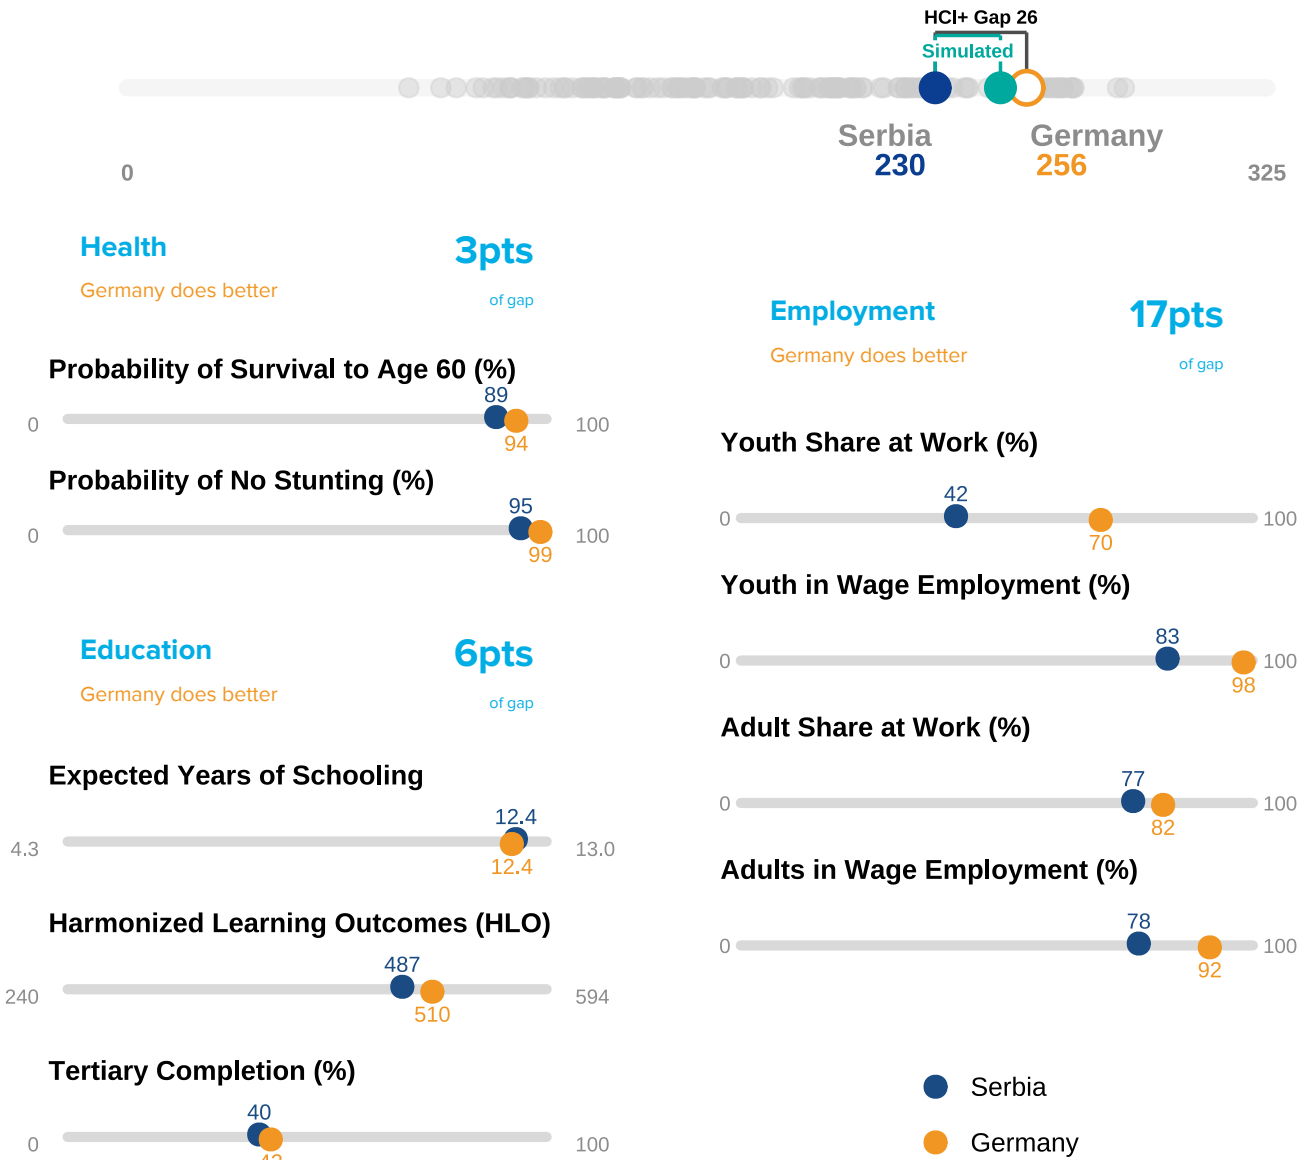 HCI+ Gap 26
Simulated
Serbia
Germany
230
256
0
325
Health
3pts
Germany does better
of gap
Probability of Survival to Age 60 (%)
89
0
100
94
Probability of No Stunting (%)
95
0
100
99
Education
6pts
Germany does better
of gap
Expected Years of Schooling
12.4
4.3
13.0
12.4
Harmonized Learning Outcomes (HLO)
487
240
594
510
Tertiary Completion (%)
40
0
100
Employment
17pts
Germany does better
of gap
Youth Share at Work (%)
42
0
100
70
Youth in Wage Employment (%)
83
0
100
98
Adult Share at Work (%)
77
0
100
82
Adults in Wage Employment (%)
78
0
100
92
Serbia
Germany